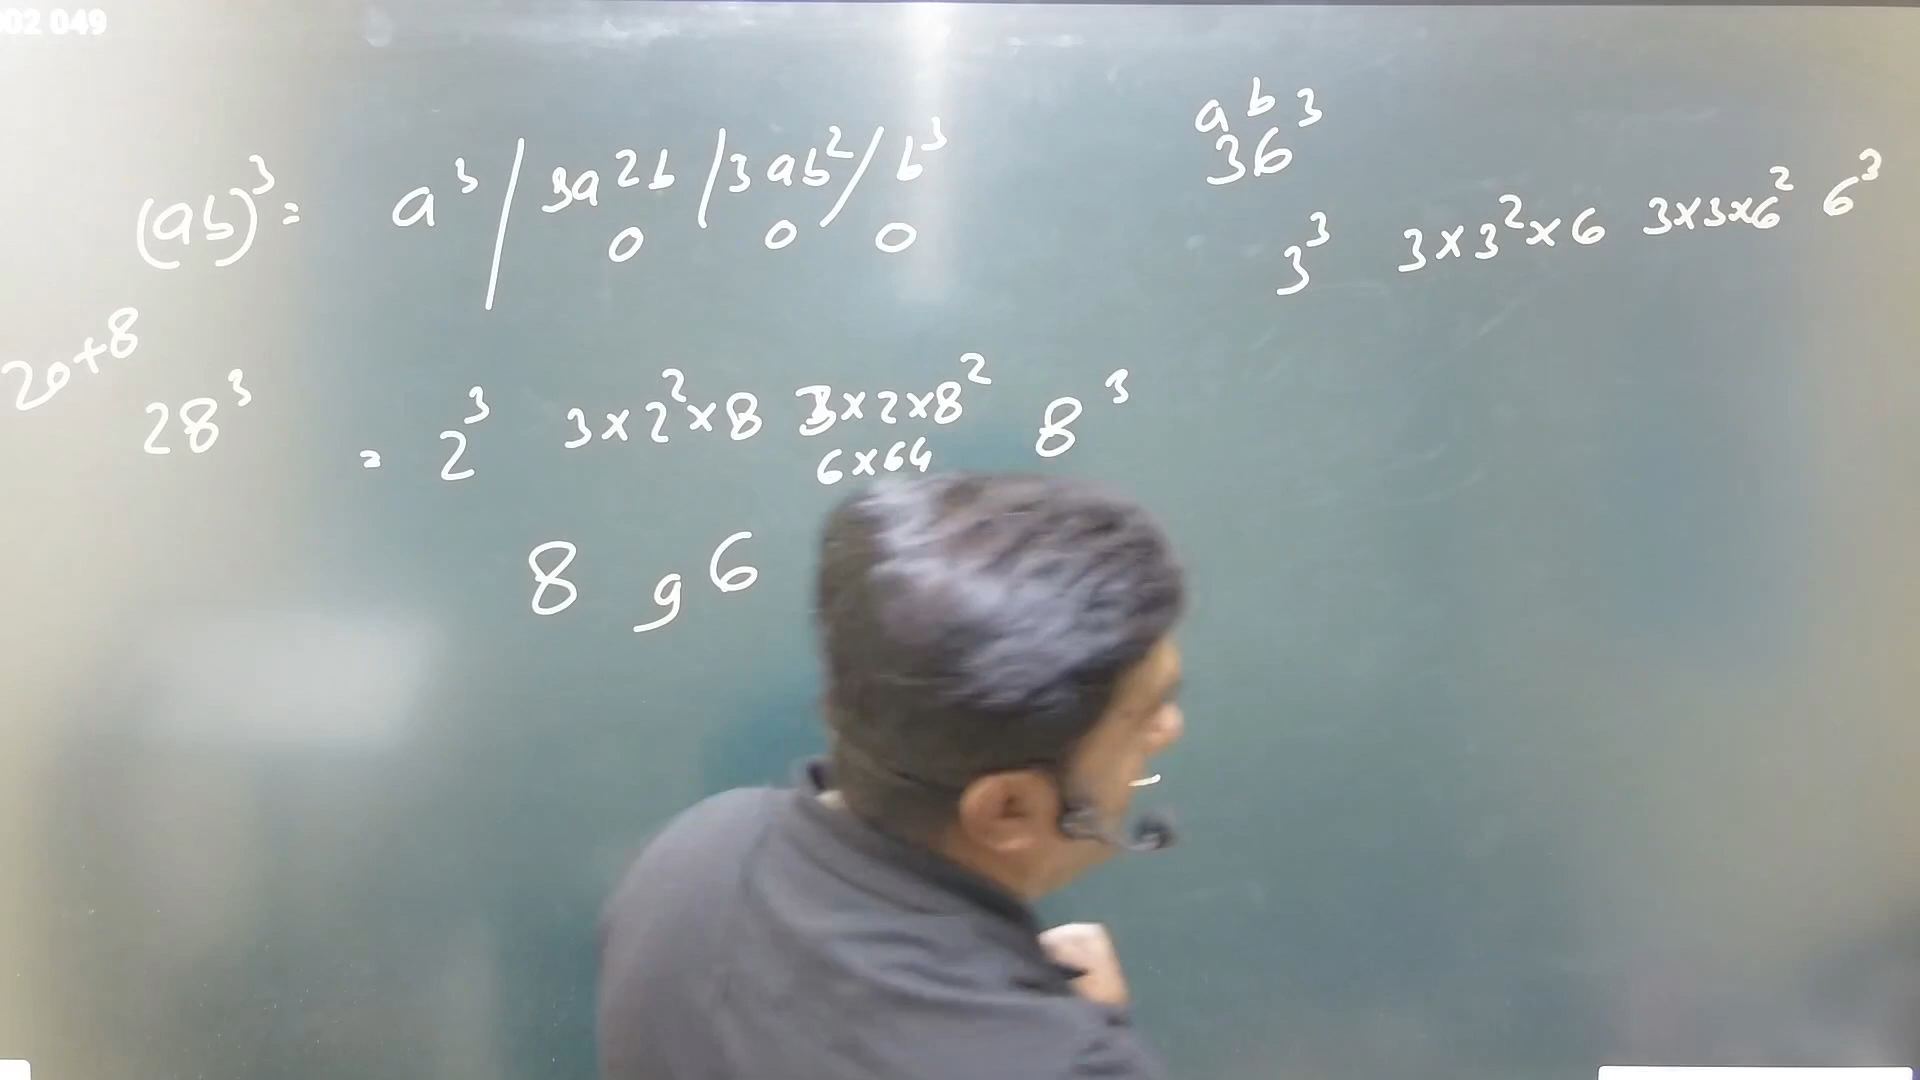 02 049
(ab)³ = a³ / 3a²b / 3ab² / b³
0 0 0
a b 3
36
3³ 3×3²×6 3×3×6² 6³
20+8
28³ = 2³ 3×2²×8 3×2×8² 8³
6×64
8 96